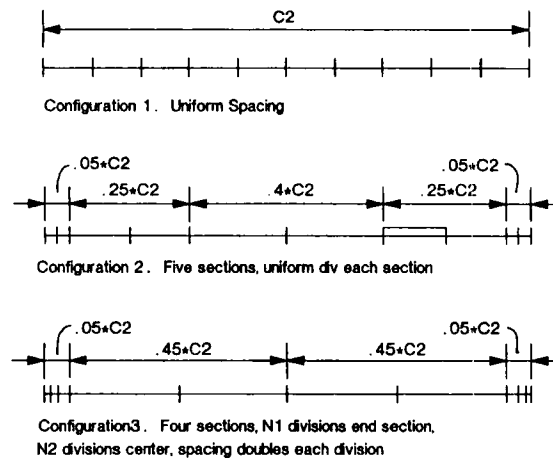 C2
Configuration 1. Uniform Spacing
.05*C2 .05*C2
.25*C2 .4*C2 .25*C2
Configuration 2. Five sections, uniform div each section
.05*C2 .05*C2
.45*C2 .45*C2
Configuration3. Four sections, N1 divisions end section,
N2 divisions center, spacing doubles each division